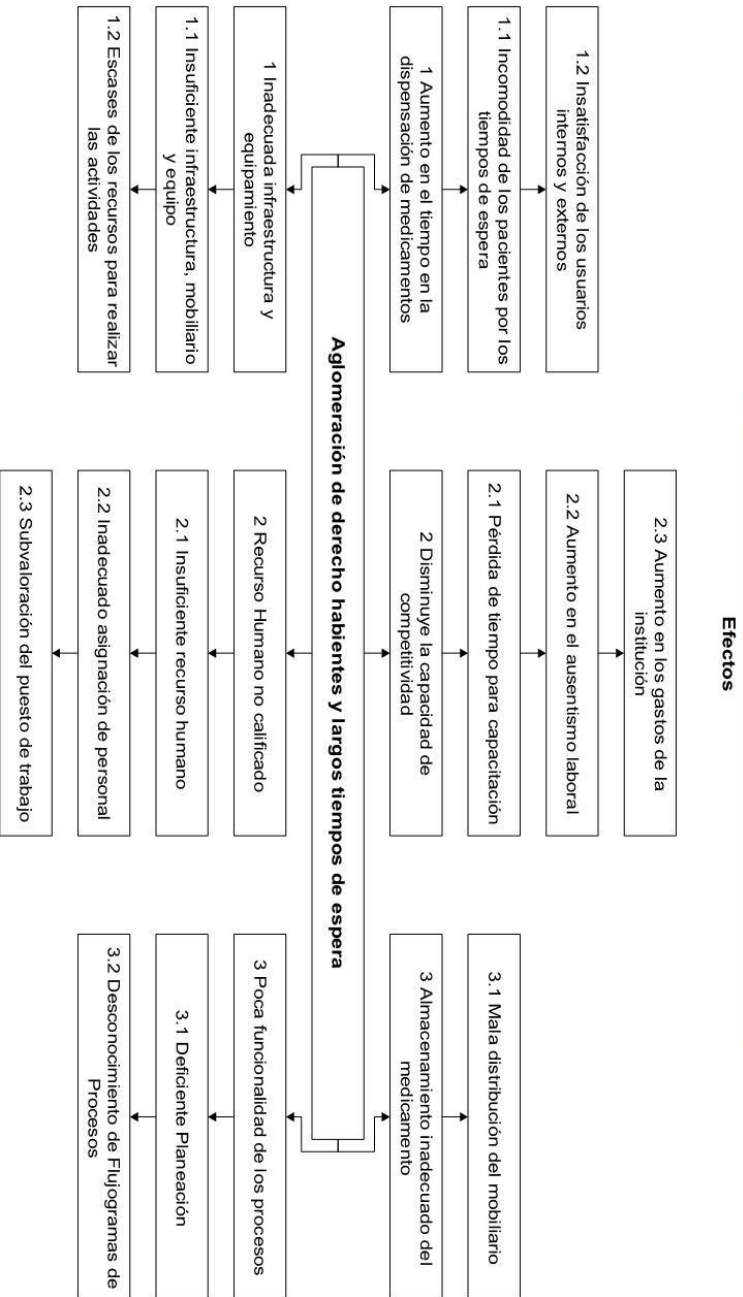 Efectos
2.3 Aumento en los gastos de la
institución
1.2 Insatisfacción de los usuarios
internos y externos
2.2 Aumento en el ausentismo laboral
1.1 Incomodidad de los pacientes por los
tiempos de espera
2.1 Pérdida de tiempo para capacitación
3.1 Mala distribución del mobiliario
1 Aumento en el tiempo en la
dispensación de medicamentos
2 Disminuye la capacidad de
competitividad
3 Almacenamiento inadecuado del
medicamento
Aglomeración de derecho habientes y largos tiempos de espera
1 Inadecuada infraestructura y
equipamiento
2 Recurso Humano no calificado
3 Poca funcionalidad de los procesos
1.1 Insuficiente infraestructura, mobiliario
y equipo
2.1 Insuficiente recurso humano
3.1 Deficiente Planeación
1.2 Escases de los recursos para realizar
las actividades
2.2 Inadecuado asignación de personal
3.2 Desconocimiento de Flujogramas de
Procesos
2.3 Subvaloración del puesto de trabajo